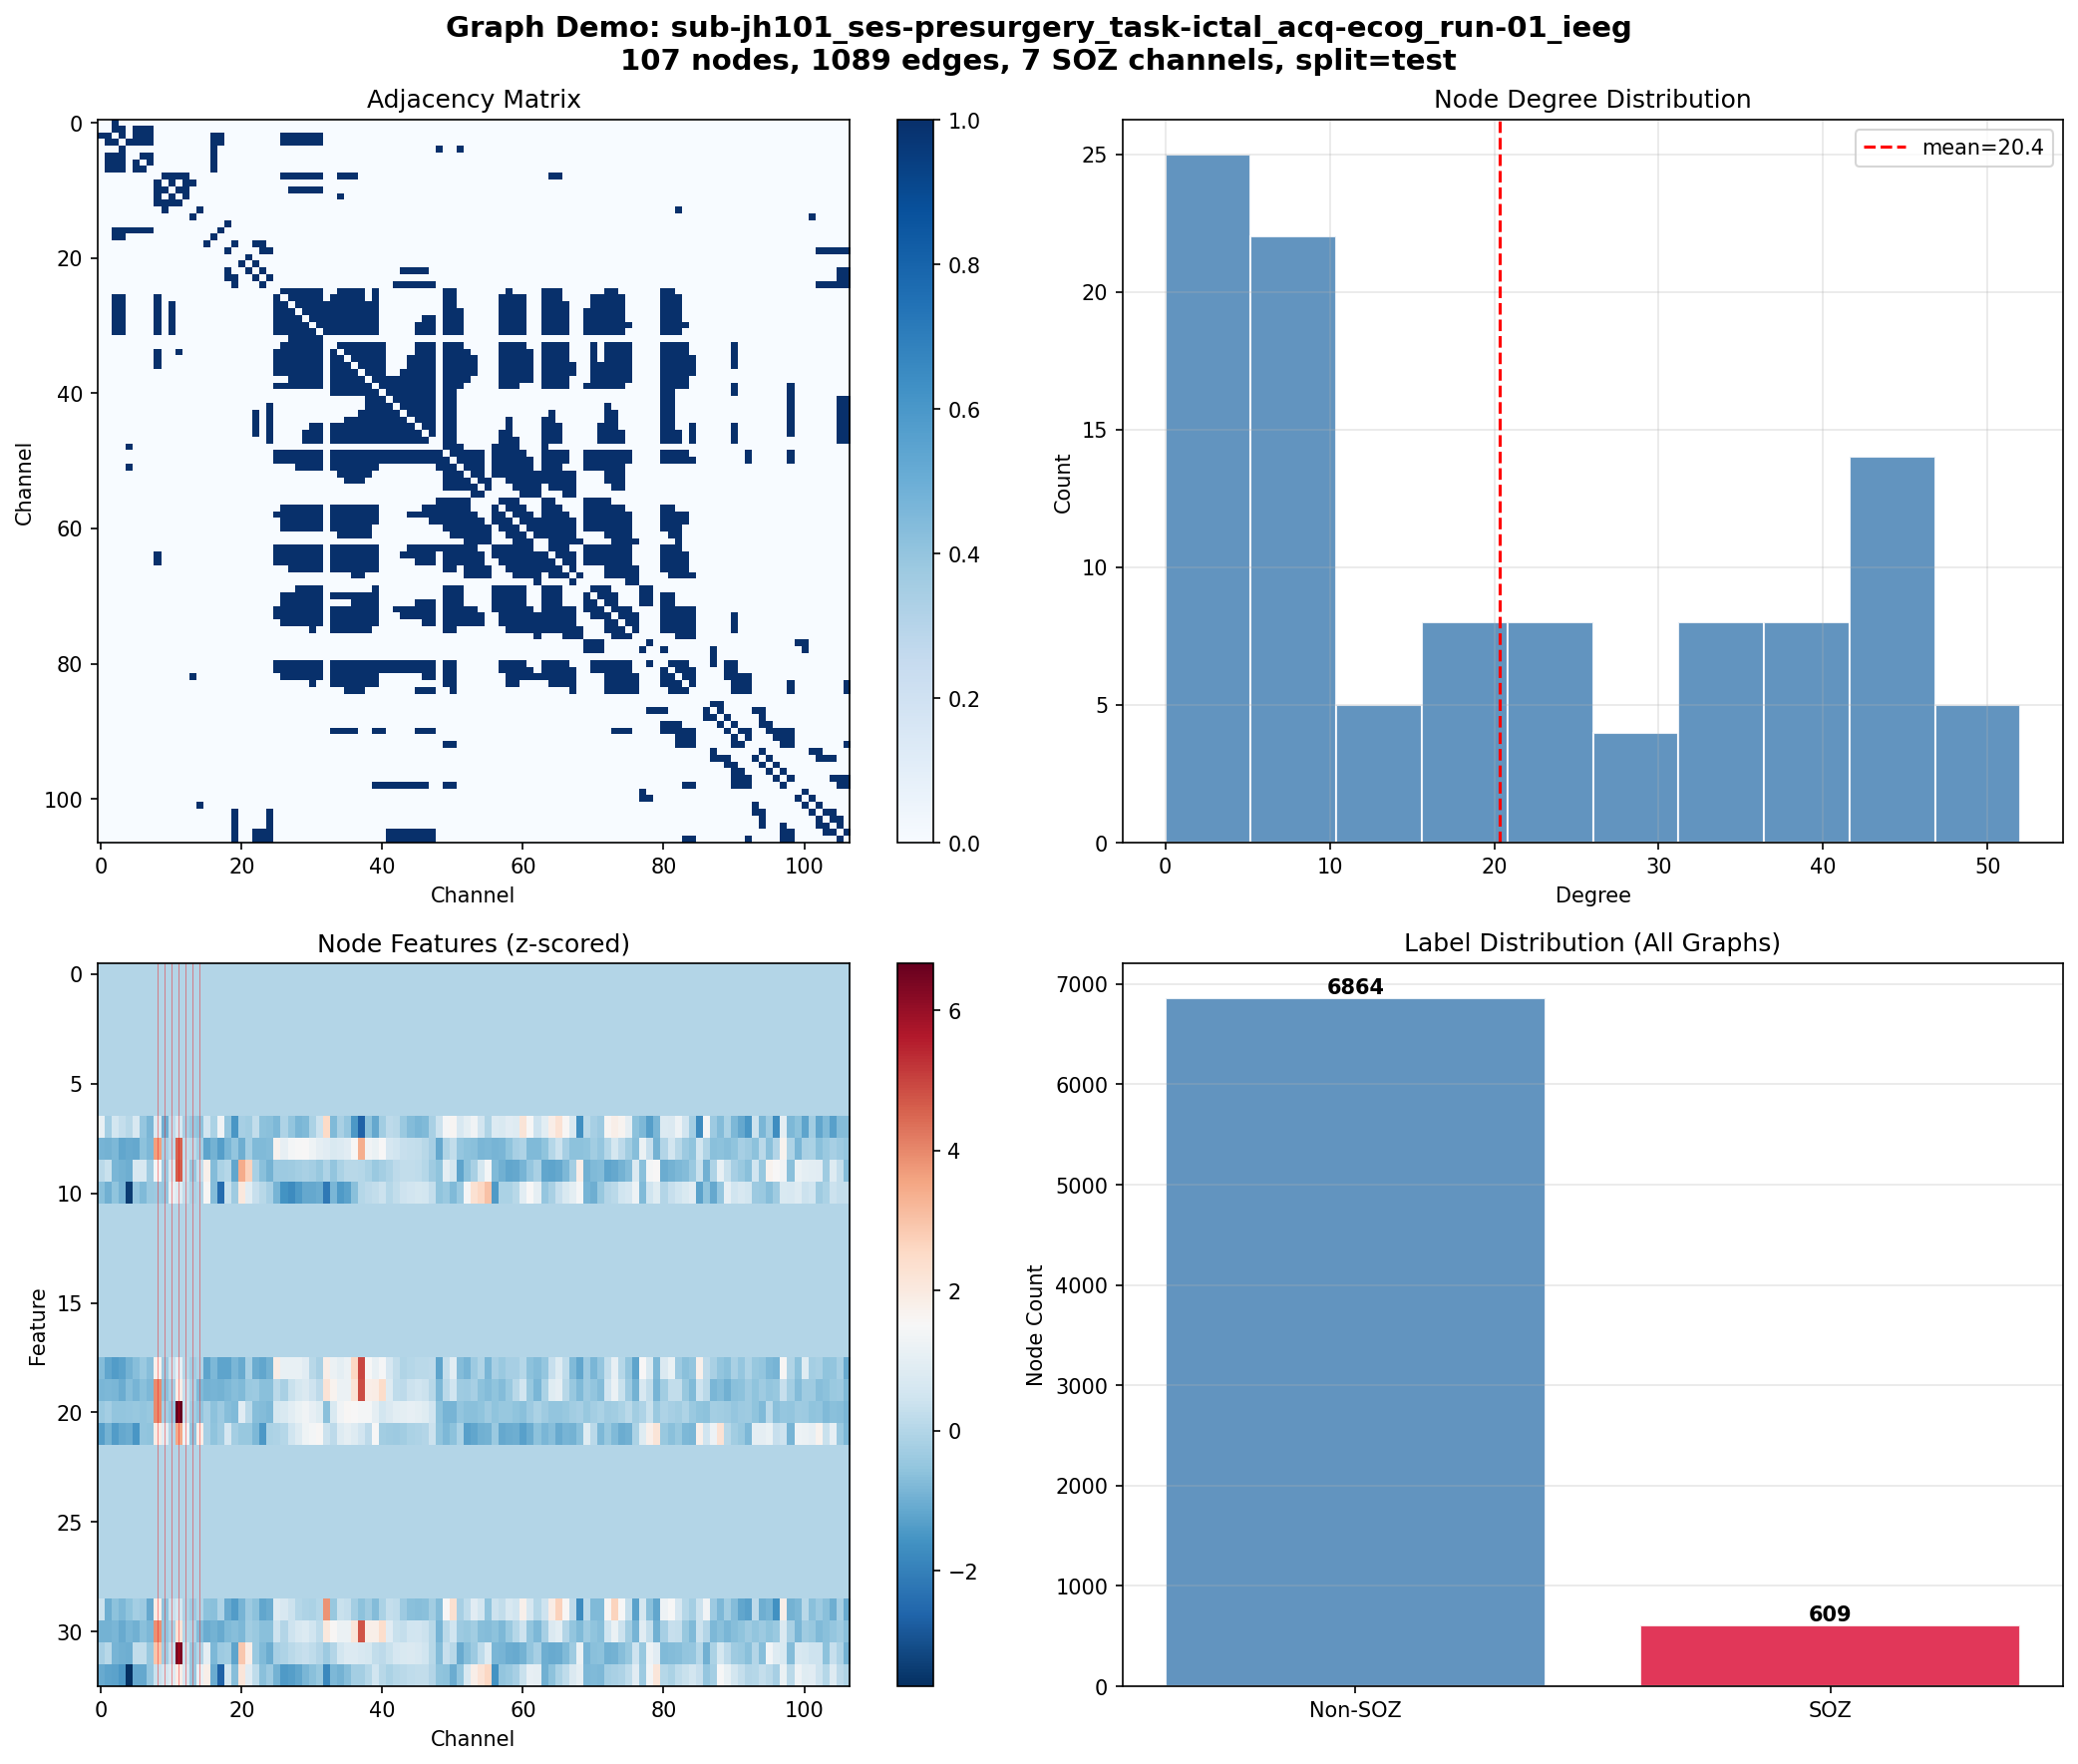 Graph Demo: sub-jh101_ses-presurgery_task-ictal_acq-ecog_run-01_ieeg
107 nodes, 1089 edges, 7 SOZ channels, split=test
Adjacency Matrix
0
20
40
60
80
100
Channel
0 20 40 60 80 100
Channel
1.0
0.8
0.6
0.4
0.2
0.0
Node Degree Distribution
mean=20.4
25
20
15
10
5
0
Count
0 10 20 30 40 50
Degree
Node Features (z-scored)
0
5
10
15
20
25
30
Feature
0 20 40 60 80 100
Channel
6
4
2
0
−2
Label Distribution (All Graphs)
7000
6000
5000
4000
3000
2000
1000
0
Node Count
6864
609
Non-SOZ SOZ